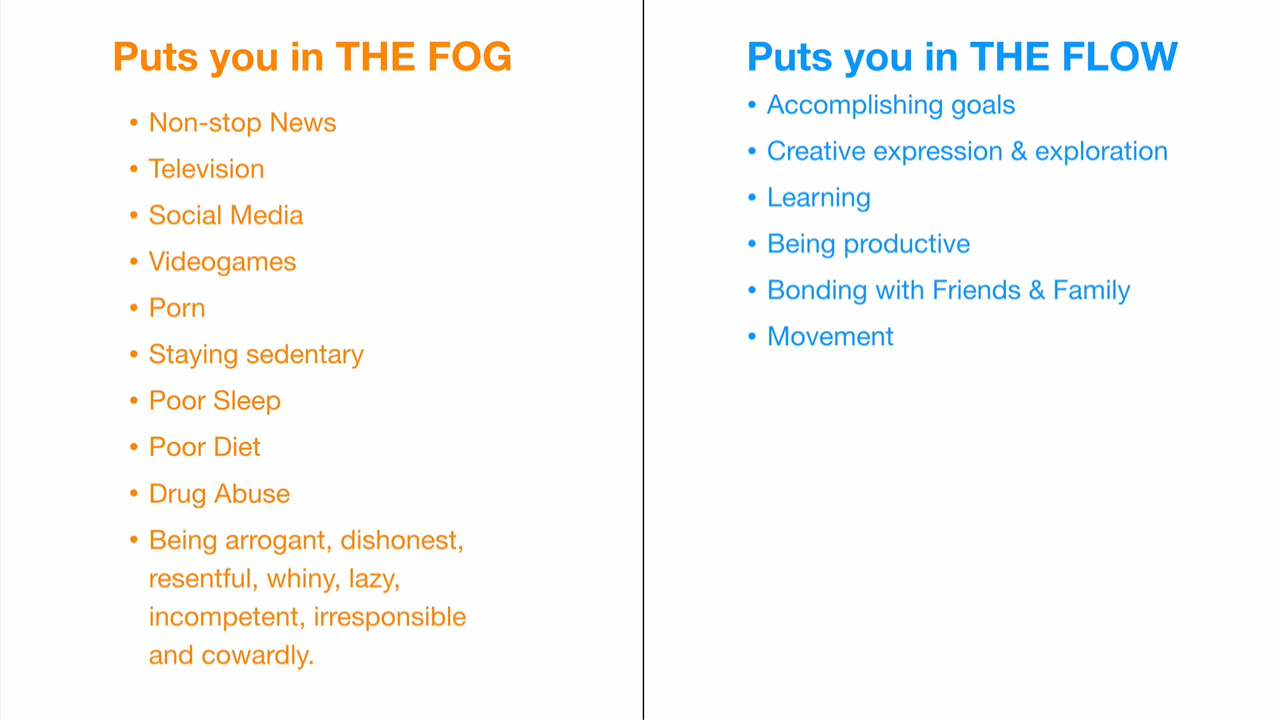 Puts you in THE FOG
• Non-stop News
• Television
• Social Media
• Videogames
• Porn
• Staying sedentary
• Poor Sleep
• Poor Diet
• Drug Abuse
• Being arrogant, dishonest,
resentful, whiny, lazy,
incompetent, irresponsible
and cowardly.
Puts you in THE FLOW
• Accomplishing goals
• Creative expression & exploration
• Learning
• Being productive
• Bonding with Friends & Family
• Movement